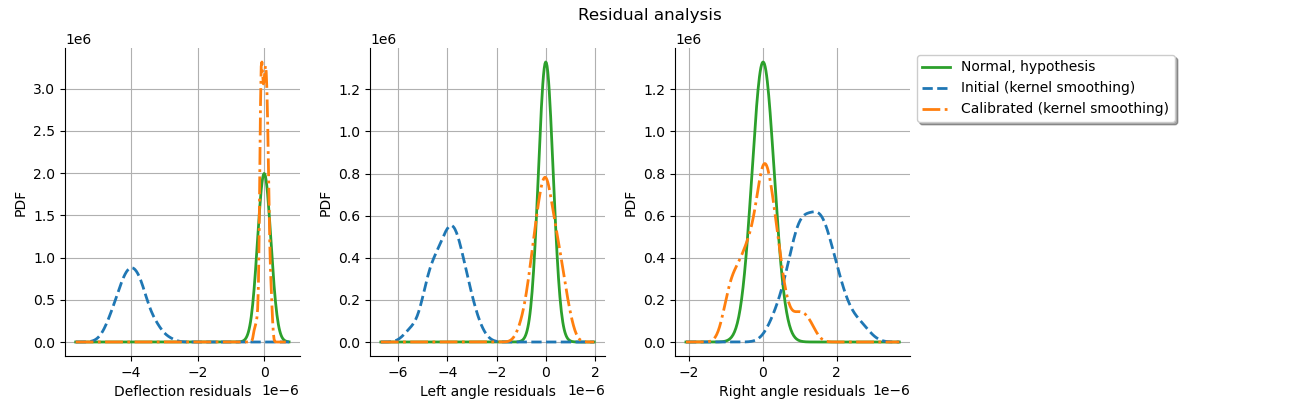 Residual analysis
1e6
3.0
2.5
2.0
1.5
1.0
0.5
0.0
PDF
−4
−2
0
Deflection residuals
1e−6
1e6
1.2
1.0
0.8
0.6
0.4
0.2
0.0
PDF
−6
−4
−2
0
2
Left angle residuals
1e−6
1e6
1.2
1.0
0.8
0.6
0.4
0.2
0.0
PDF
−2
0
2
Right angle residuals
1e−6
Normal, hypothesis
Initial (kernel smoothing)
Calibrated (kernel smoothing)